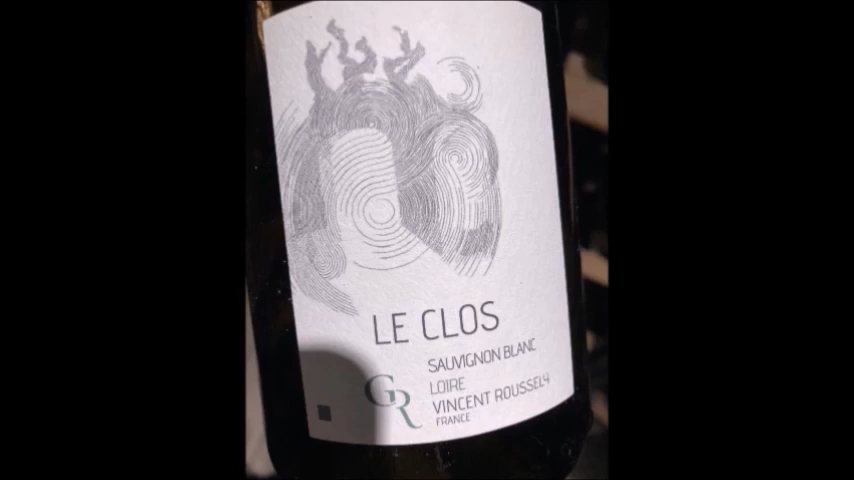 LE CLOS
SAUVIGNON BLANC
LOIRE
VINCENT ROUSSELY
FRANCE
GR